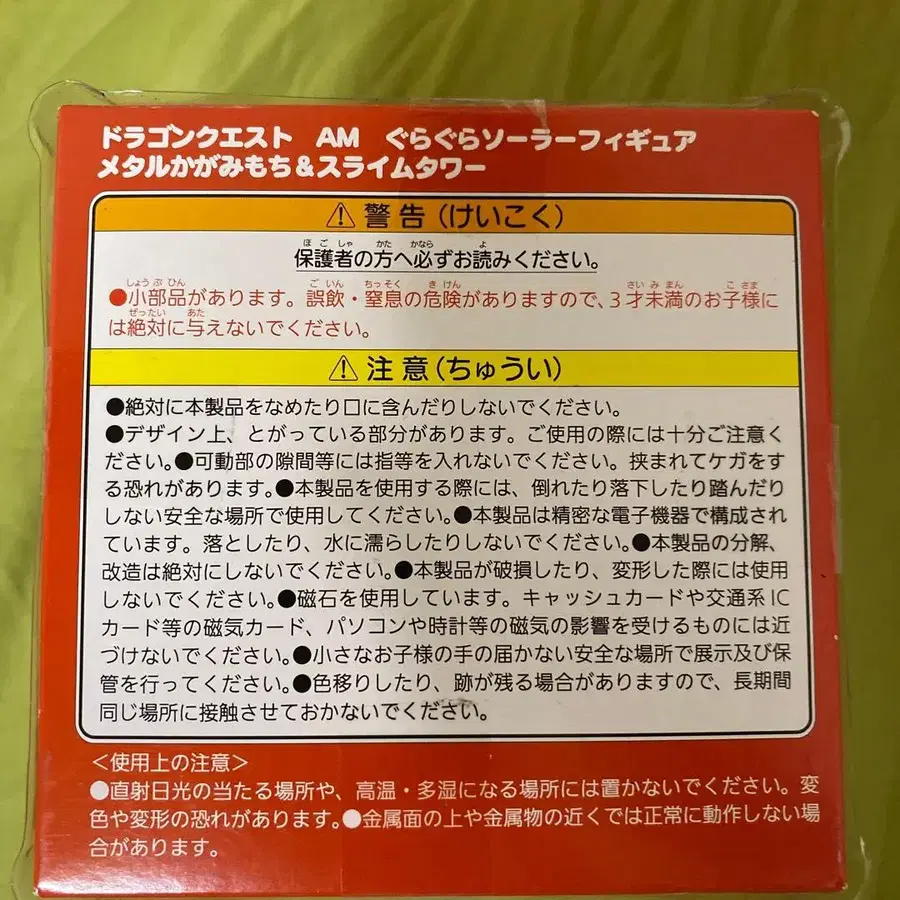 ドラゴンクエスト AM ぐらぐらソーラーフィギュア
メタルかがみもち&スライムタワー
⚠警告(けいこく)
ほごしゃ かた かなら よ
保護者の方へ必ずお読みください。
しょうぶひん ごいん ちっそく きけん さいみまん こさま
●小部品があります。誤飲・窒息の危険がありますので、3才未満のお子様に
ぜったい あた
は絶対に与えないでください。
⚠注意(ちゅうい)
●絶対に本製品をなめたり口に含んだりしないでください。
●デザイン上、とがっている部分があります。ご使用の際には十分ご注意く
ださい。●可動部の隙間等には指等を入れないでください。挟まれてケガをす
る恐れがあります。●本製品を使用する際には、倒れたり落下したり踏んだり
しない安全な場所で使用してください。●本製品は精密な電子機器で構成され
ています。落としたり、水に濡らしたりしないでください。●本製品の分解、
改造は絶対にしないでください。●本製品が破損したり、変形した際には使用
しないでください。●磁石を使用しています。キャッシュカードや交通系IC
カード等の磁気カード、パソコンや時計等の磁気の影響を受けるものには近
づけないでください。●小さなお子様の手の届かない安全な場所で展示及び保
管を行ってください。●色移りしたり、跡が残る場合がありますので、長期間
同じ場所に接触させておかないでください。
<使用上の注意>
●直射日光の当たる場所や、高温・多湿になる場所には置かないでください。変
色や変形の恐れがあります。●金属面の上や金属物の近くでは正常に動作しない場
合があります。